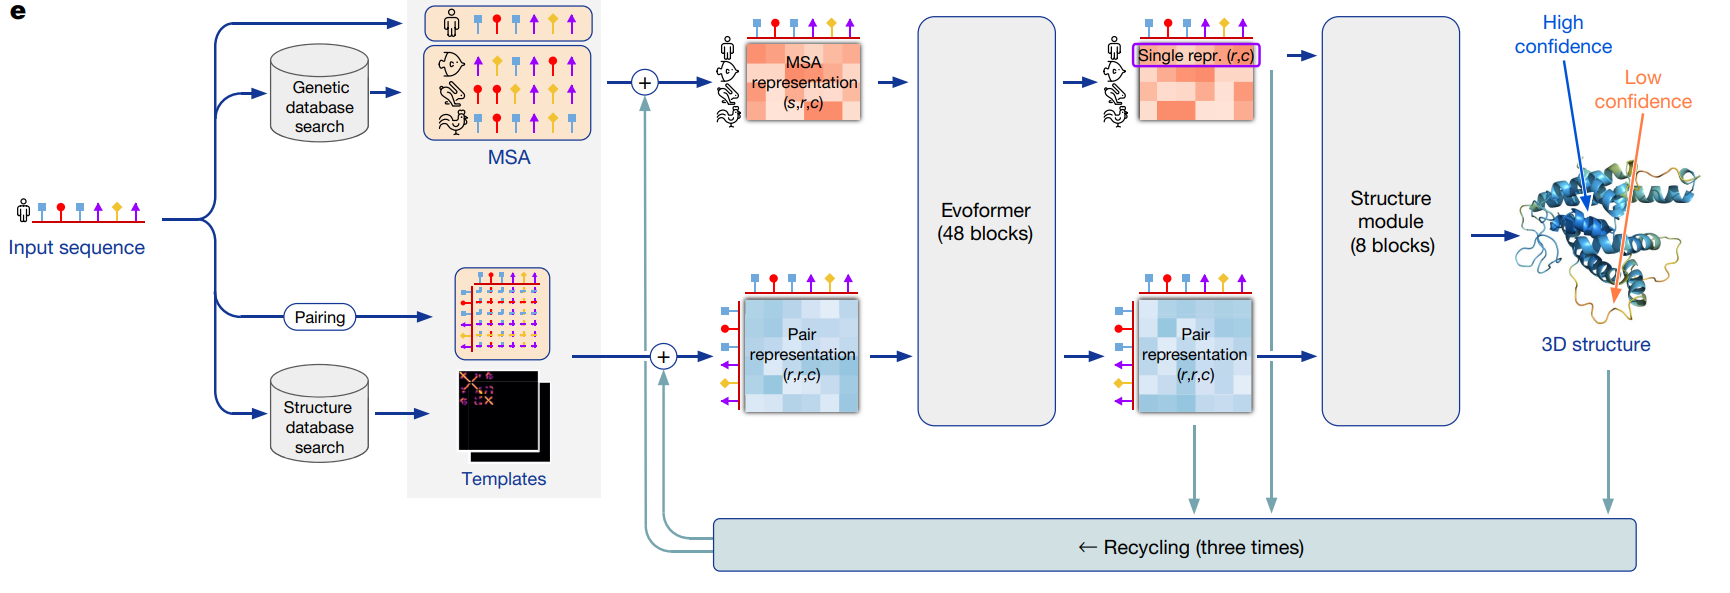 e
Genetic
database
search
MSA
Input sequence
Pairing
Structure
database
search
Templates
+
MSA
representation
(s,r,c)
+
Pair
representation
(r,r,c)
Evoformer
(48 blocks)
Single repr. (r,c)
Pair
representation
(r,r,c)
Structure
module
(8 blocks)
High
confidence
Low
confidence
3D structure
← Recycling (three times)